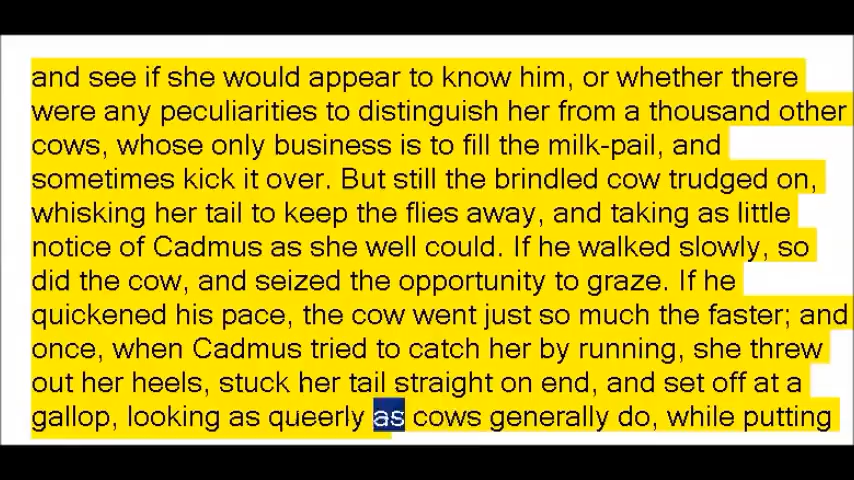 and see if she would appear to know him, or whether there
were any peculiarities to distinguish her from a thousand other
cows, whose only business is to fill the milk-pail, and
sometimes kick it over. But still the brindled cow trudged on,
whisking her tail to keep the flies away, and taking as little
notice of Cadmus as she well could. If he walked slowly, so
did the cow, and seized the opportunity to graze. If he
quickened his pace, the cow went just so much the faster; and
once, when Cadmus tried to catch her by running, she threw
out her heels, stuck her tail straight on end, and set off at a
gallop, looking as queerly as cows generally do, while putting